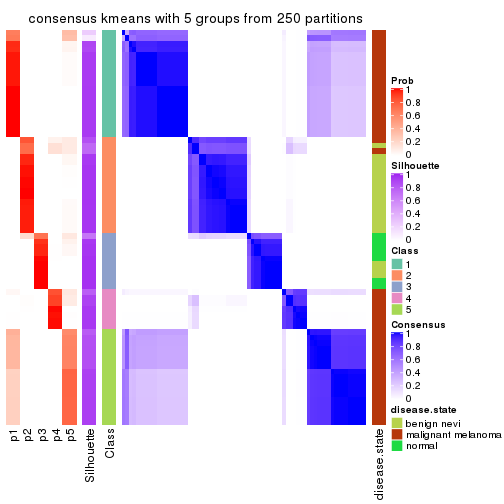 consensus kmeans with 5 groups from 250 partitions
Prob
1
0.8
0.6
0.4
0.2
0
Silhouette
1
0.8
0.6
0.4
0.2
0
Class
1
2
3
4
5
Consensus
1
0.8
0.6
0.4
0.2
0
disease.state
benign nevi
malignant melanoma
normal
p1
p2
p3
p4
p5
Silhouette
Class
disease.state